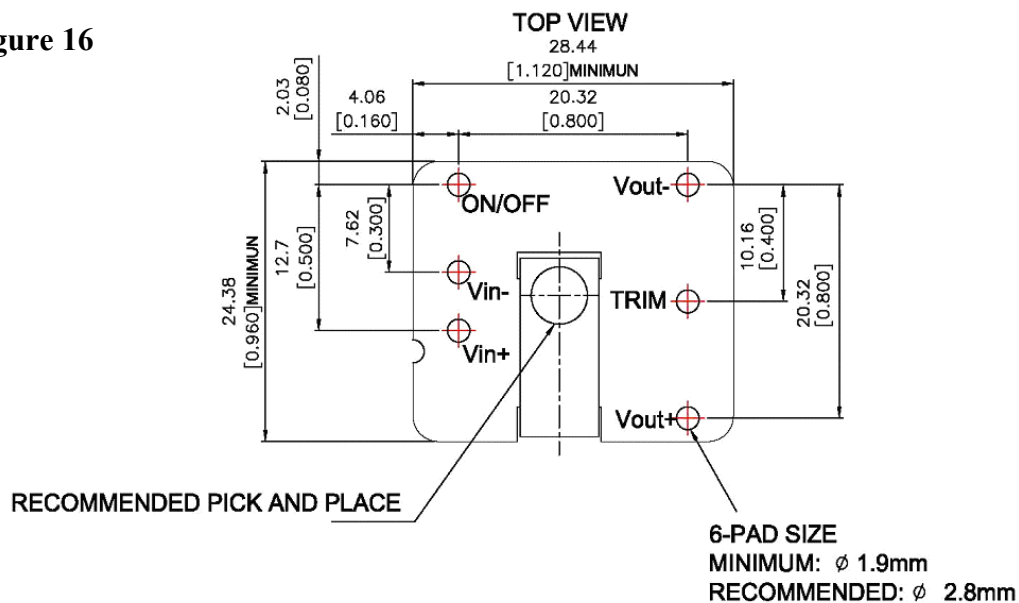 gure 16
TOP VIEW
28.44
[1.120]MINIMUN
2.03
[0.080]
4.06
[0.160]
20.32
[0.800]
ON/OFF
Vout-
7.62
[0.300]
12.7
[0.500]
24.38
[0.960]MINIMUN
10.16
[0.400]
20.32
[0.800]
Vin-
TRIM
Vin+
Vout+
RECOMMENDED PICK AND PLACE
6-PAD SIZE
MINIMUM: ϕ 1.9mm
RECOMMENDED: ϕ 2.8mm